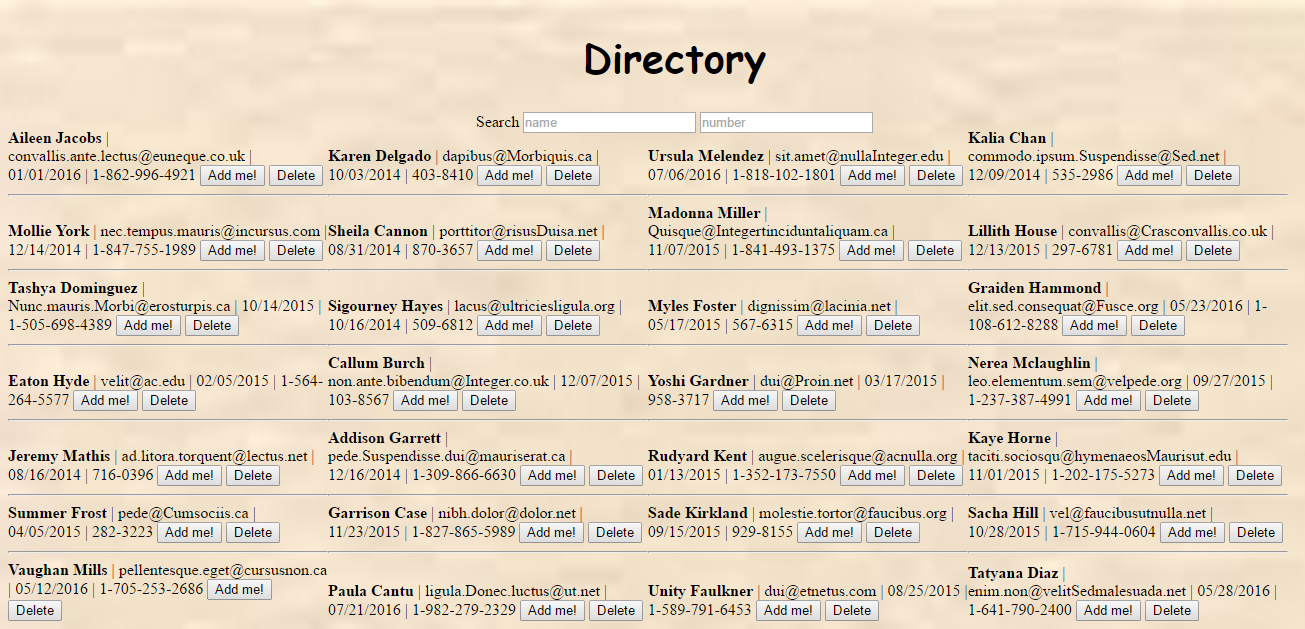 Directory
Search name number
Aileen Jacobs |
convallis.ante.lectus@euneque.co.uk |
01/01/2016 | 1-862-996-4921 Add me! Delete
Karen Delgado | dapibus@Morbiquis.ca |
10/03/2014 | 403-8410 Add me! Delete
Ursula Melendez | sit.amet@nullaInteger.edu |
07/06/2016 | 1-818-102-1801 Add me! Delete
Kalia Chan |
commodo.ipsum.Suspendisse@Sed.net |
12/09/2014 | 535-2986 Add me! Delete
Mollie York | nec.tempus.mauris@incursus.com |
12/14/2014 | 1-847-755-1989 Add me! Delete
Sheila Cannon | porttitor@risusDuisa.net |
08/31/2014 | 870-3657 Add me! Delete
Madonna Miller |
Quisque@Integertinciduntaliquam.ca |
11/07/2015 | 1-841-493-1375 Add me! Delete
Lillith House | convallis@Crasconvallis.co.uk |
12/13/2015 | 297-6781 Add me! Delete
Tashya Dominguez |
Nunc.mauris.Morbi@erosturpis.ca | 10/14/2015 |
1-505-698-4389 Add me! Delete
Sigourney Hayes | lacus@ultriciesligula.org |
10/16/2014 | 509-6812 Add me! Delete
Myles Foster | dignissim@lacinia.net |
05/17/2015 | 567-6315 Add me! Delete
Graiden Hammond |
elit.sed.consequat@Fusce.org | 05/23/2016 | 1-
108-612-8288 Add me! Delete
Eaton Hyde | velit@ac.edu | 02/05/2015 | 1-564-
264-5577 Add me! Delete
Callum Burch |
non.ante.bibendum@Integer.co.uk | 12/07/2015 |
103-8567 Add me! Delete
Yoshi Gardner | dui@Proin.net | 03/17/2015 |
958-3717 Add me! Delete
Nerea Mclaughlin |
leo.elementum.sem@velpede.org | 09/27/2015 |
1-237-387-4991 Add me! Delete
Jeremy Mathis | ad.litora.torquent@lectus.net |
08/16/2014 | 716-0396 Add me! Delete
Addison Garrett |
pede.Suspendisse.dui@mauriserat.ca |
12/16/2014 | 1-309-866-6630 Add me! Delete
Rudyard Kent | augue.scelerisque@acnulla.org |
01/13/2015 | 1-352-173-7550 Add me! Delete
Kaye Horne |
taciti.sociosqu@hymenaeosMaurisut.edu |
11/01/2015 | 1-202-175-5273 Add me! Delete
Summer Frost | pede@Cumsociis.ca |
04/05/2015 | 282-3223 Add me! Delete
Garrison Case | nibh.dolor@dolor.net |
11/23/2015 | 1-827-865-5989 Add me! Delete
Sade Kirkland | molestie.tortor@faucibus.org |
09/15/2015 | 929-8155 Add me! Delete
Sacha Hill | vel@faucibusutnulla.net |
10/28/2015 | 1-715-944-0604 Add me! Delete
Vaughan Mills | pellentesque.eget@cursusnon.ca
| 05/12/2016 | 1-705-253-2686 Add me!
Delete
Paula Cantu | ligula.Donec.luctus@ut.net |
07/21/2016 | 1-982-279-2329 Add me! Delete
Unity Faulkner | dui@etnetus.com | 08/25/2015 |
1-589-791-6453 Add me! Delete
Tatyana Diaz |
enim.non@velitSedmalesuada.net | 05/28/2016 |
1-641-790-2400 Add me! Delete